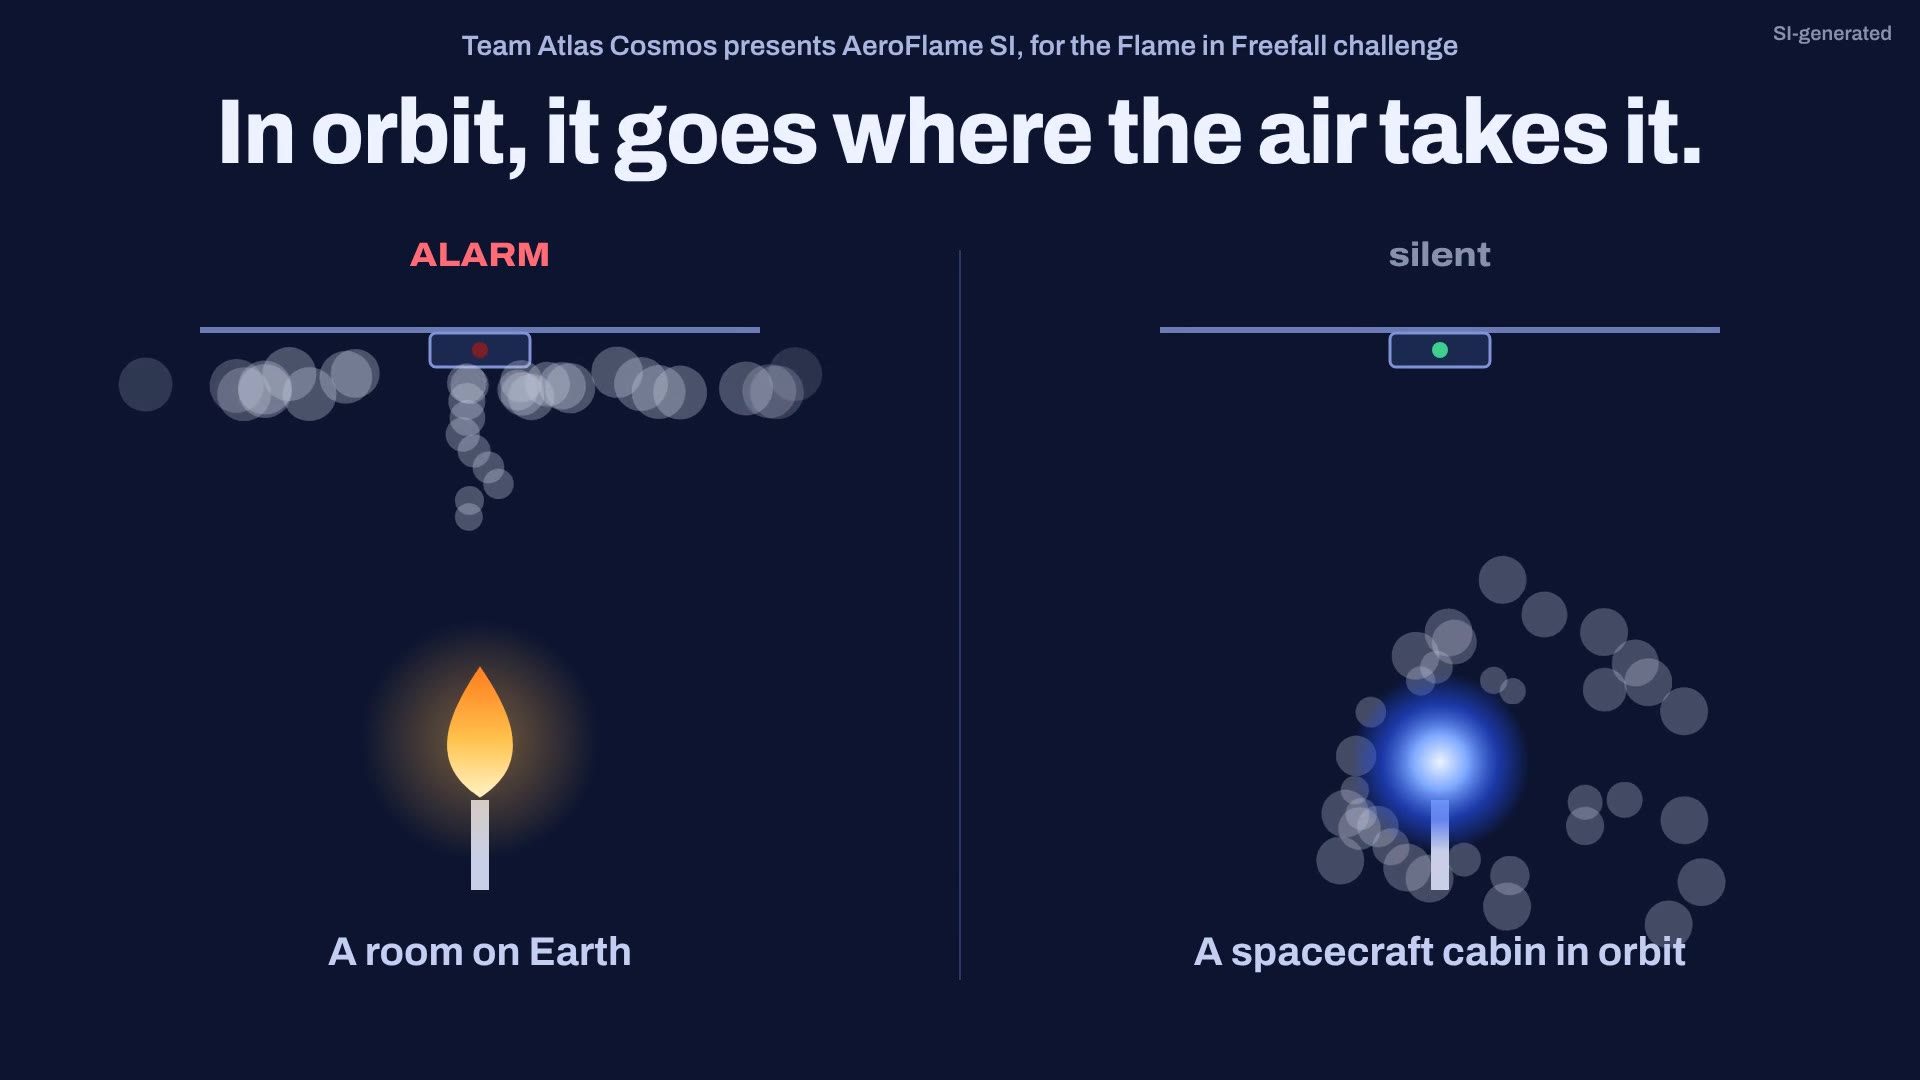 Team Atlas Cosmos presents AeroFlame SI, for the Flame in Freefall challenge
SI-generated
In orbit, it goes where the air takes it.
ALARM
silent
A room on Earth
A spacecraft cabin in orbit